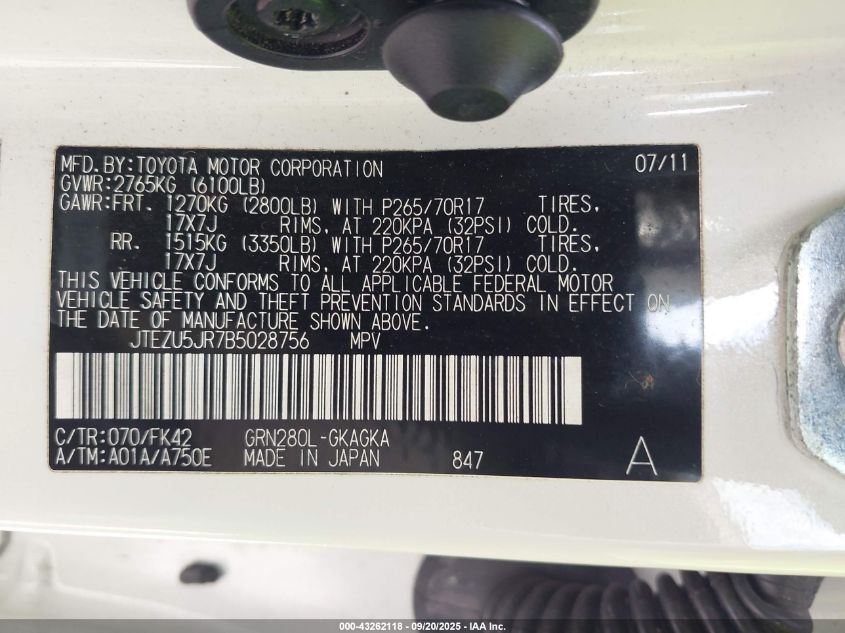 MFD. BY: TOYOTA MOTOR CORPORATION 07/11
GVWR: 2765KG (6100LB)
GAWR: FRT. 1270KG (2800LB) WITH P265/70R17 TIRES,
17X7J RIMS, AT 220KPA (32PSI) COLD.
RR. 1515KG (3350LB) WITH P265/70R17 TIRES,
17X7J RIMS, AT 220KPA (32PSI) COLD.
THIS VEHICLE CONFORMS TO ALL APPLICABLE FEDERAL MOTOR
VEHICLE SAFETY AND THEFT PREVENTION STANDARDS IN EFFECT ON
THE DATE OF MANUFACTURE SHOWN ABOVE.
JTEZU5JR7B5028756 MPV
C/TR: 070/FK42 GRN280L-GKAGKA
A/TM: A01A/A750E MADE IN JAPAN 847 A
000-43262118 - 09/20/2025 - IAA Inc.